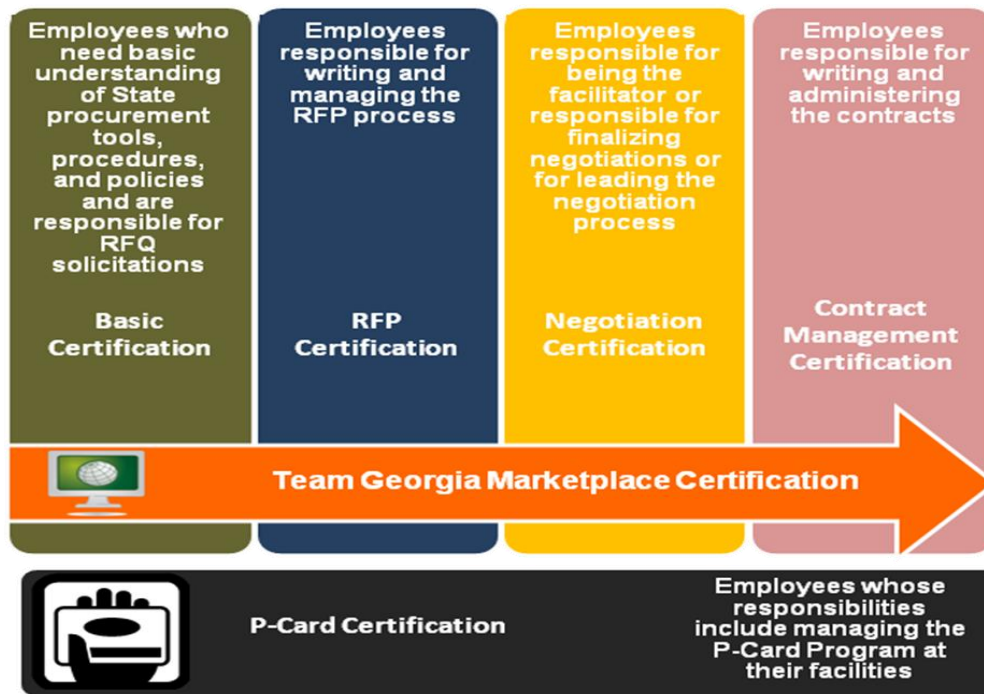 Employees who
need basic
understanding
of State
procurement
tools,
procedures,
and policies
and are
responsible for
RFQ
solicitations
Basic
Certification
Employees
responsible for
writing and
managing the
RFP process
RFP
Certification
Employees
responsible for
being the
facilitator or
responsible for
finalizing
negotiations or
for leading the
negotiation
process
Negotiation
Certification
Employees
responsible for
writing and
administering
the contracts
Contract
Management
Certification
Team Georgia Marketplace Certification
P-Card Certification
Employees whose
responsibilities
include managing the
P-Card Program at
their facilities